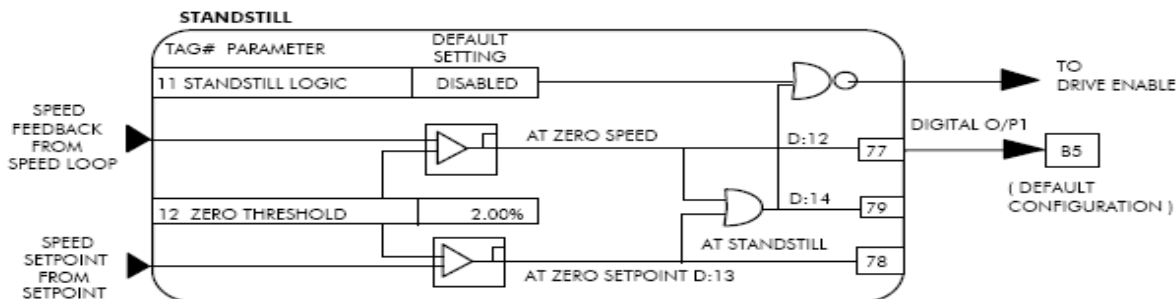 STANDSTILL
TAG# PARAMETER
DEFAULT
SETTING
11 STANDSTILL LOGIC
DISABLED
TO
DRIVE ENABLE
SPEED
FEEDBACK
FROM
SPEED LOOP
AT ZERO SPEED
D:12
77
DIGITAL O/P1
B5
( DEFAULT
CONFIGURATION )
12 ZERO THRESHOLD
2.00%
D:14
79
AT STANDSTILL
SPEED
SETPOINT
FROM
SETPOINT
AT ZERO SETPOINT D:13
78